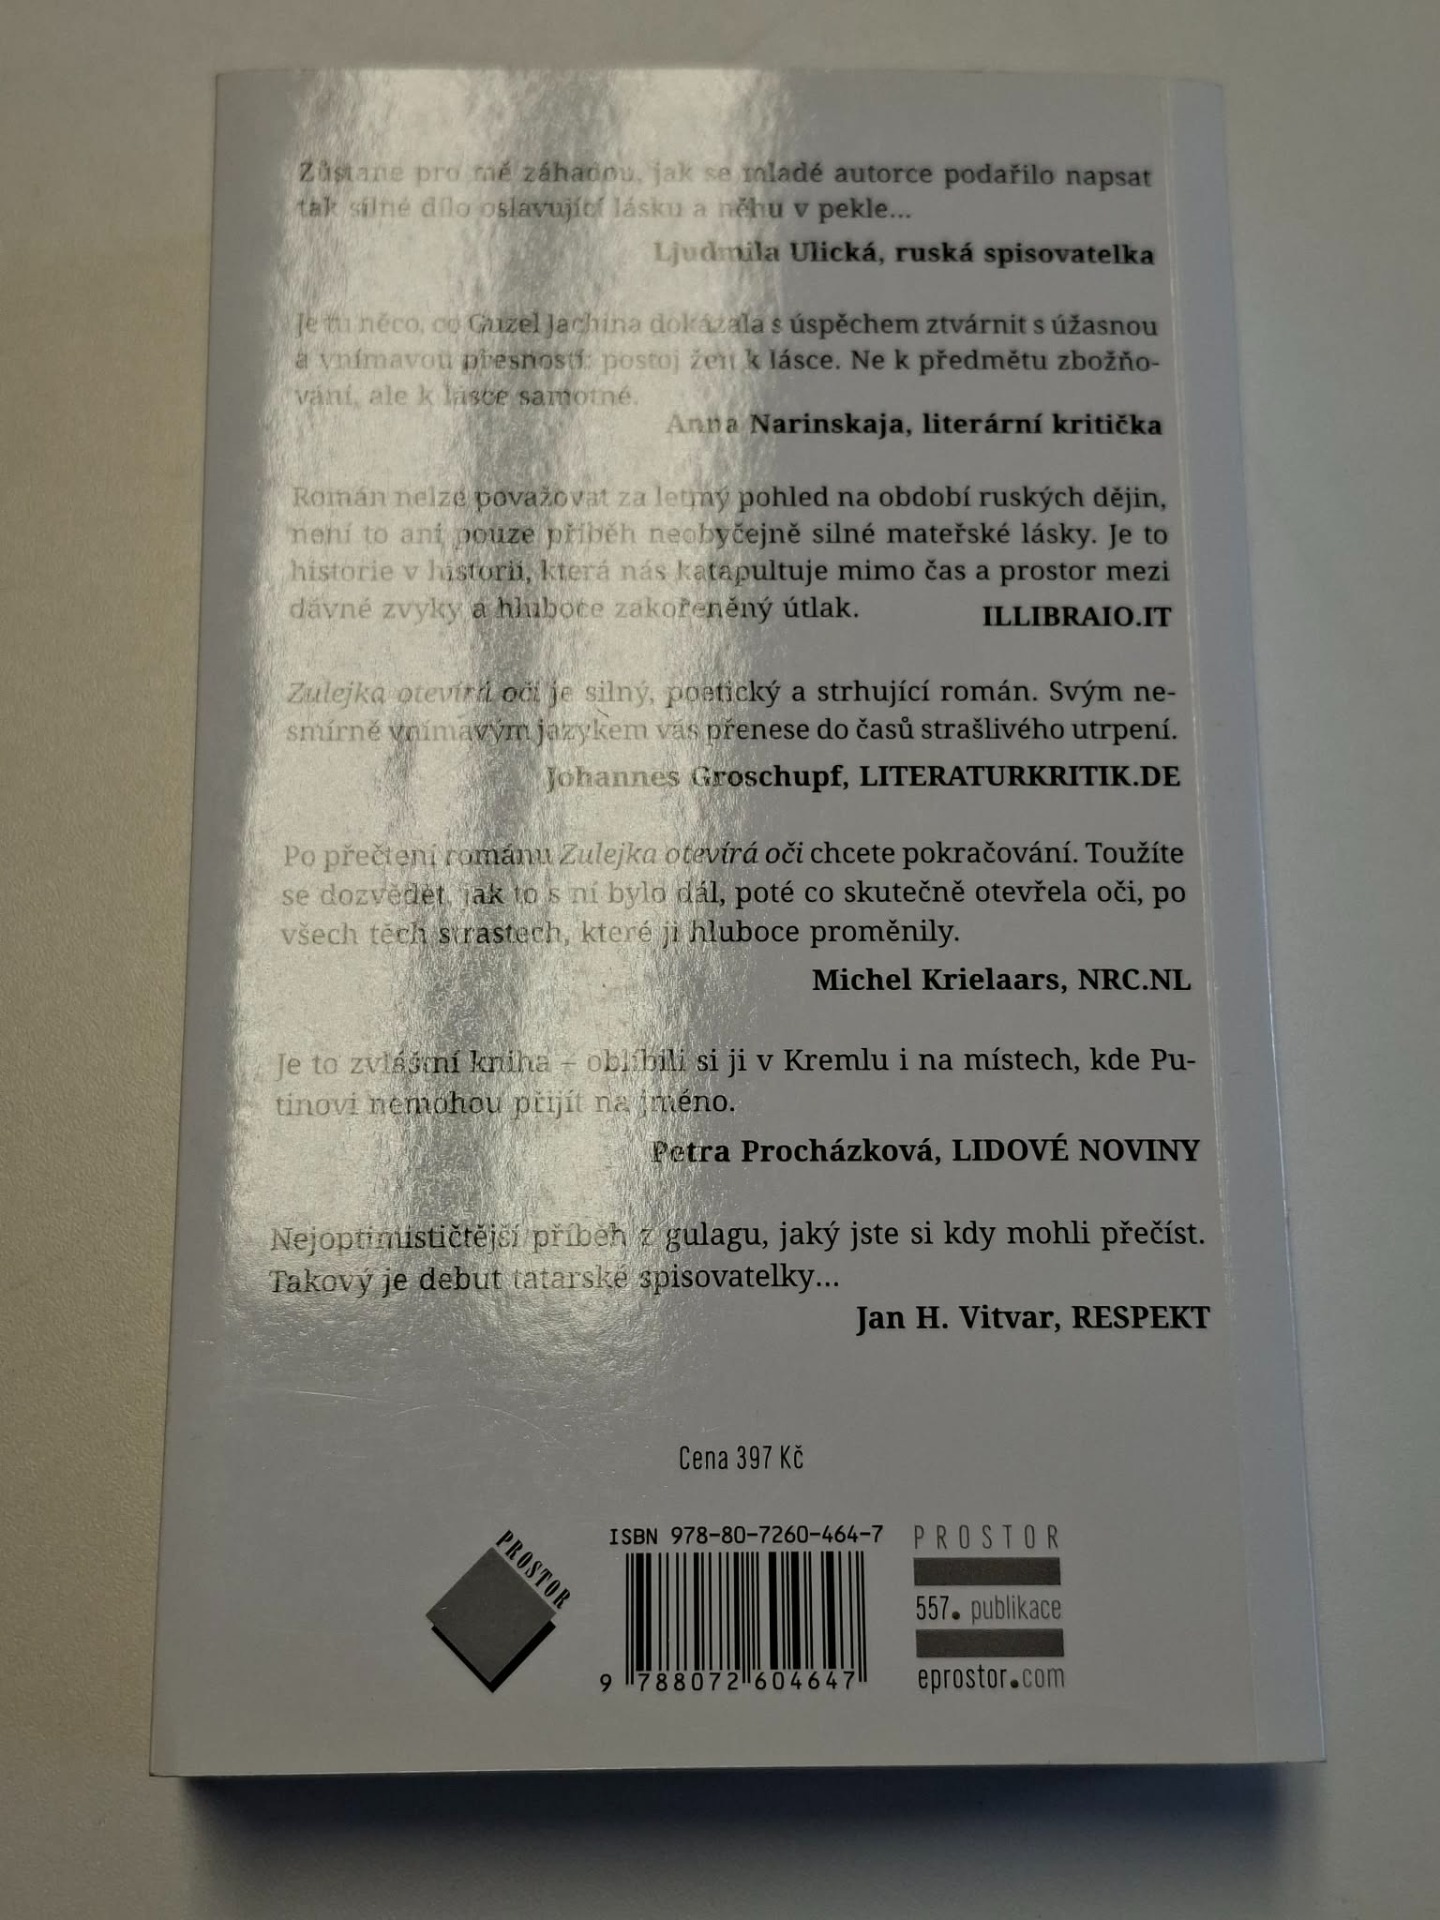 Zůstane pro mě záhadou, jak se mladé autorce podařilo napsat
tak silné dílo oslavující lásku a něhu v pekle...
Ljudmila Ulická, ruská spisovatelka
Je tu něco, co Guzel Jachina dokázala s úspěchem ztvárnit s úžasnou
a vnímavou přesností: postoj žen k lásce. Ne k předmětu zbožňo-
vání, ale k lásce samotné.
Anna Narinskaja, literární kritička
Román nelze považovat za letmý pohled na období ruských dějin,
není to ani pouze příběh neobyčejně silné mateřské lásky. Je to
historie v historii, která nás katapultuje mimo čas a prostor mezi
dávné zvyky a hluboce zakořeněný útlak.
ILLIBRAIO.IT
Zulejka otevírá oči je silný, poetický a strhující román. Svým ne-
smírně vnímavým jazykem vás přenese do časů strašlivého utrpení.
Johannes Groschupf, LITERATURKRITIK.DE
Po přečtení románu Zulejka otevírá oči chcete pokračování. Toužíte
se dozvědět, jak to s ní bylo dál, poté co skutečně otevřela oči, po
všech těch strastech, které ji hluboce proměnily.
Michel Krielaars, NRC.NL
Je to zvláštní kniha – oblíbili si ji v Kremlu i na místech, kde Pu-
tinovi nemohou přijít na jméno.
Petra Procházková, LIDOVÉ NOVINY
Nejoptimističtější příběh z gulagu, jaký jste si kdy mohli přečíst.
Takový je debut tatarské spisovatelky...
Jan H. Vitvar, RESPEKT
Cena 397 Kč
PROSTOR
ISBN 978-80-7260-464-7
9 788072 604647
PROSTOR
557. publikace
eprostor.com